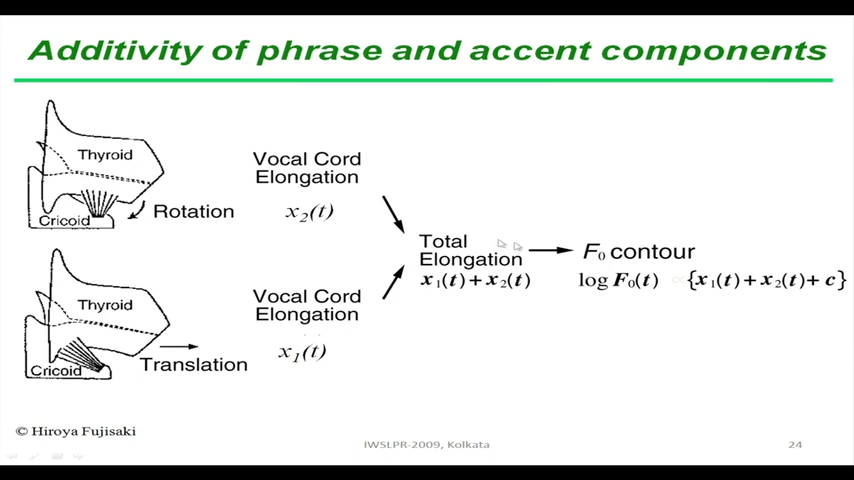 Additivity of phrase and accent components
Thyroid
Cricoid
Rotation
Vocal Cord
Elongation
x₂(t)
Thyroid
Cricoid
Translation
Vocal Cord
Elongation
x₁(t)
Total
Elongation
x₁(t) + x₂(t)
F₀ contour
log F₀(t) ∝{x₁(t) + x₂(t) + c}
© Hiroya Fujisaki
IWSLPR-2009, Kolkata
24